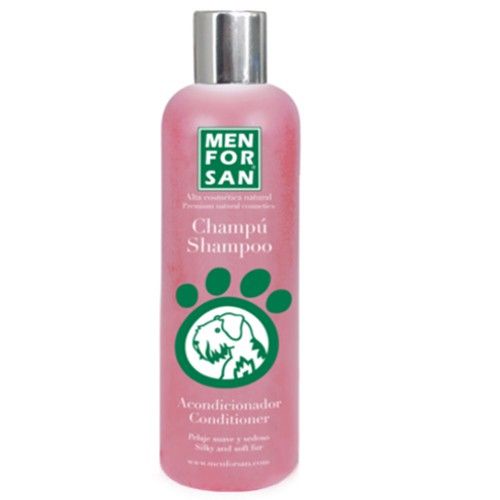 MEN
FOR
SAN
Alta cosmética natural
Premium natural cosmetics
Champú
Shampoo
Acondicionador
Conditioner
Pelaje suave y sedoso
Silky and soft fur
www.menforsan.com